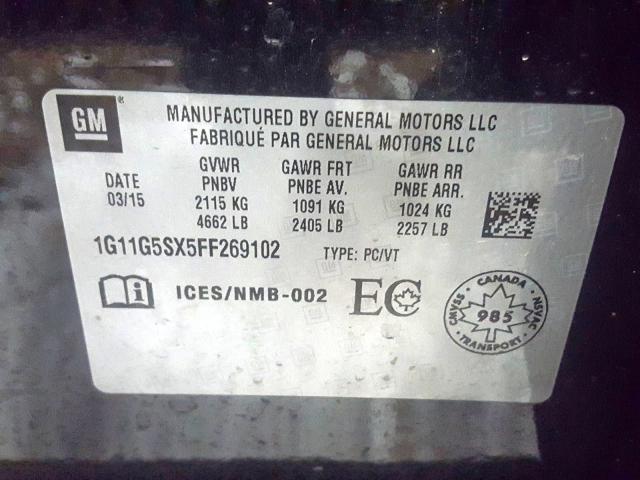 GM
MANUFACTURED BY GENERAL MOTORS LLC
FABRIQUÉ PAR GENERAL MOTORS LLC
DATE
03/15
GVWR
PNBV
2115 KG
4662 LB
GAWR FRT
PNBE AV.
1091 KG
2405 LB
GAWR RR
PNBE ARR.
1024 KG
2257 LB
1G11G5SX5FF269102 TYPE: PC/VT
i ICES/NMB-002 EC
CANADA
CMVSS 985 NSVAC
TRANSPORT